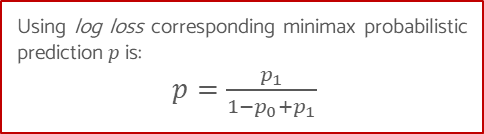 Using log loss corresponding minimax probabilistic
prediction p is:
p = p₁ / (1−p₀+p₁)